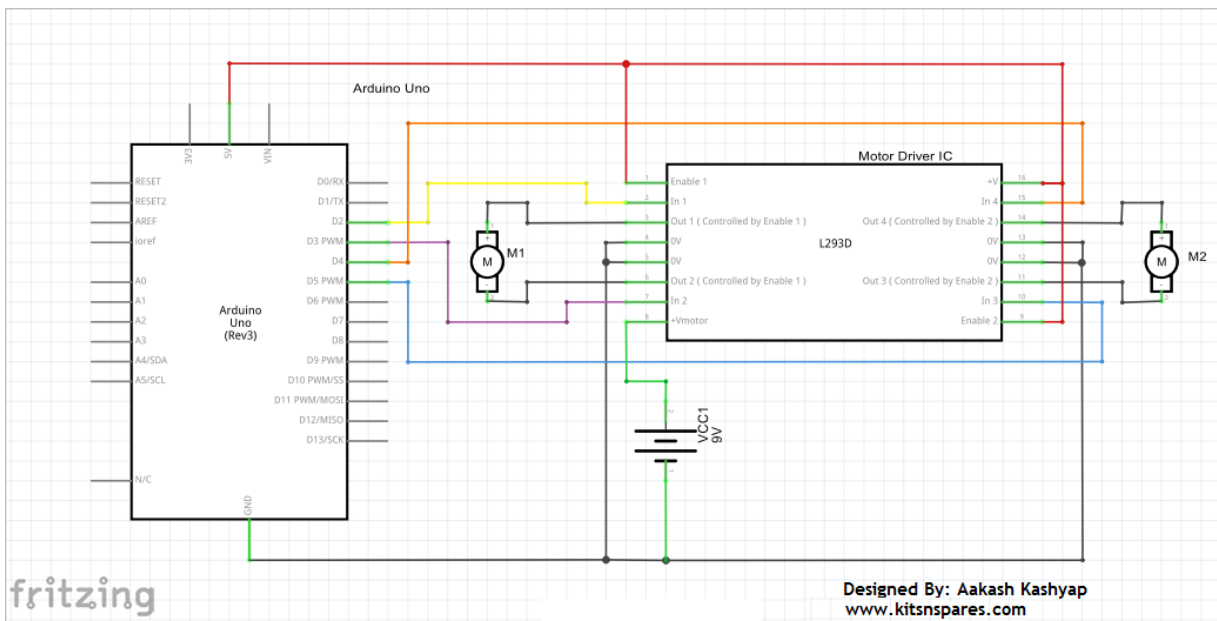 Arduino Uno
3V3
5V
VIN
RESET
RESET2
AREF
ioref
A0
A1
A2
A3
A4/SDA
A5/SCL
N/C
D0/RX
D1/TX
D2
D3 PWM
D4
D5 PWM
D6 PWM
D7
D8
D9 PWM
D10 PWM/SS
D11 PWM/MOSI
D12/MISO
D13/SCK
Arduino
Uno
(Rev3)
GND
M
M1
Motor Driver IC
1 Enable 1
2 In 1
3 Out 1 ( Controlled by Enable 1 )
4 0V
5 0V
6 Out 2 ( Controlled by Enable 1 )
7 In 2
8 +Vmotor
L293D
+V 16
In 4 15
Out 4 ( Controlled by Enable 2 ) 14
0V 13
0V 12
Out 3 ( Controlled by Enable 2 ) 11
In 3 10
Enable 2 9
M
M2
VCC1
9V
fritzing
Designed By: Aakash Kashyap
www.kitsnspares.com